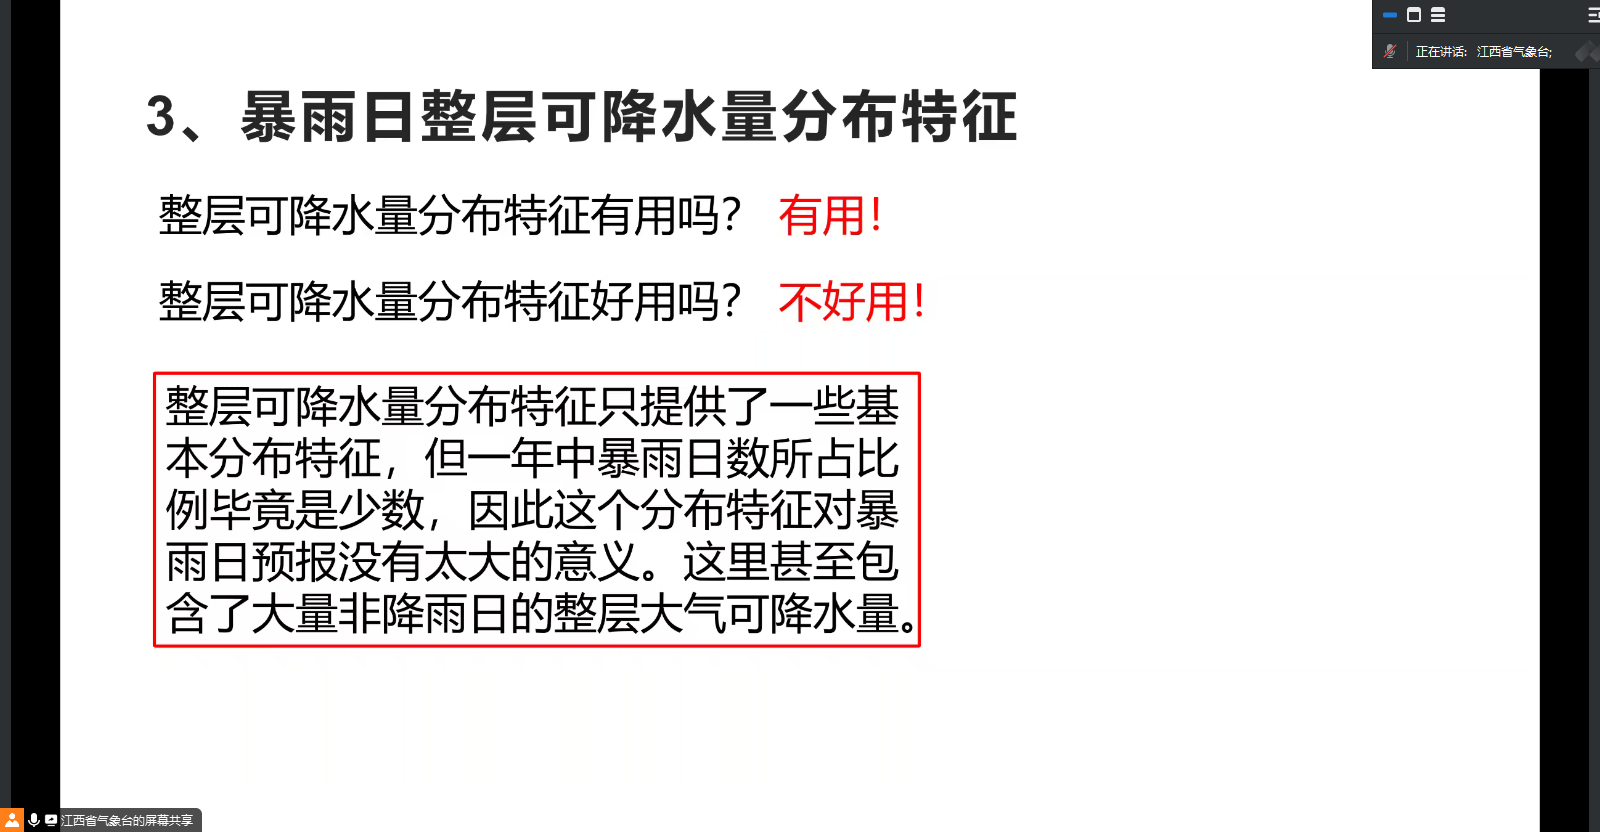 正在讲话: 江西省气象台;
3、暴雨日整层可降水量分布特征
整层可降水量分布特征有用吗? 有用!
整层可降水量分布特征好用吗? 不好用!
整层可降水量分布特征只提供了一些基
本分布特征，但一年中暴雨日数所占比
例毕竟是少数，因此这个分布特征对暴
雨日预报没有太大的意义。这里甚至包
含了大量非降雨日的整层大气可降水量。
江西省气象台的屏幕共享